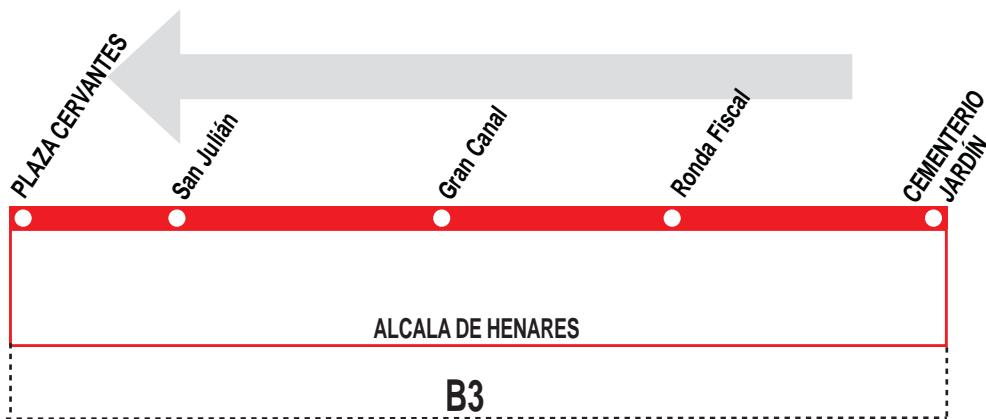 PLAZA CERVANTES
San Julián
Gran Canal
Ronda Fiscal
CEMENTERIO
JARDÍN
ALCALA DE HENARES
B3